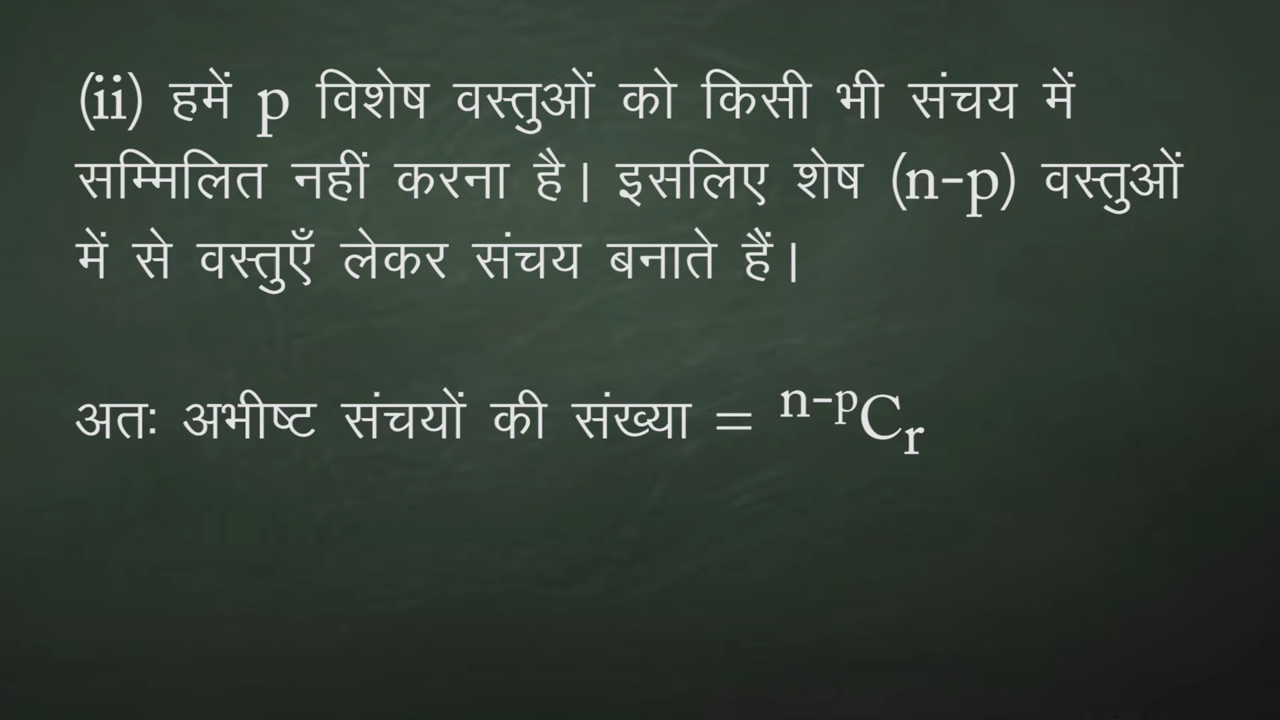 (ii) हमें p विशेष वस्तुओं को किसी भी संचय में
सम्मिलित नहीं करना है। इसलिए शेष (n-p) वस्तुओं
में से वस्तुएँ लेकर संचय बनाते हैं।
अतः अभीष्ट संचयों की संख्या = ⁿ⁻ᵖCᵣ